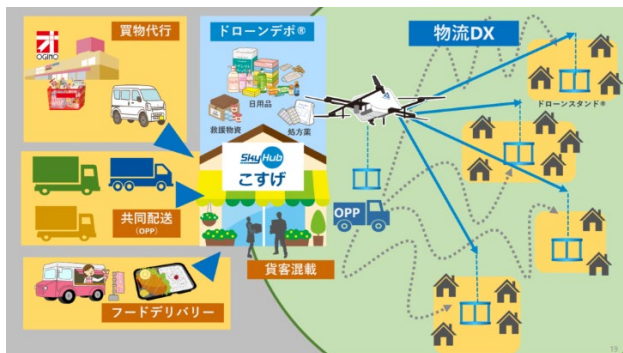 買物代行
OGINO
共同配送
(OPP)
フードデリバリー
ドローンデポ®
日用品
救援物資
処方薬
SkyHub
こすげ
貨客混載
物流DX
OPP
ドローンスタンド®
19